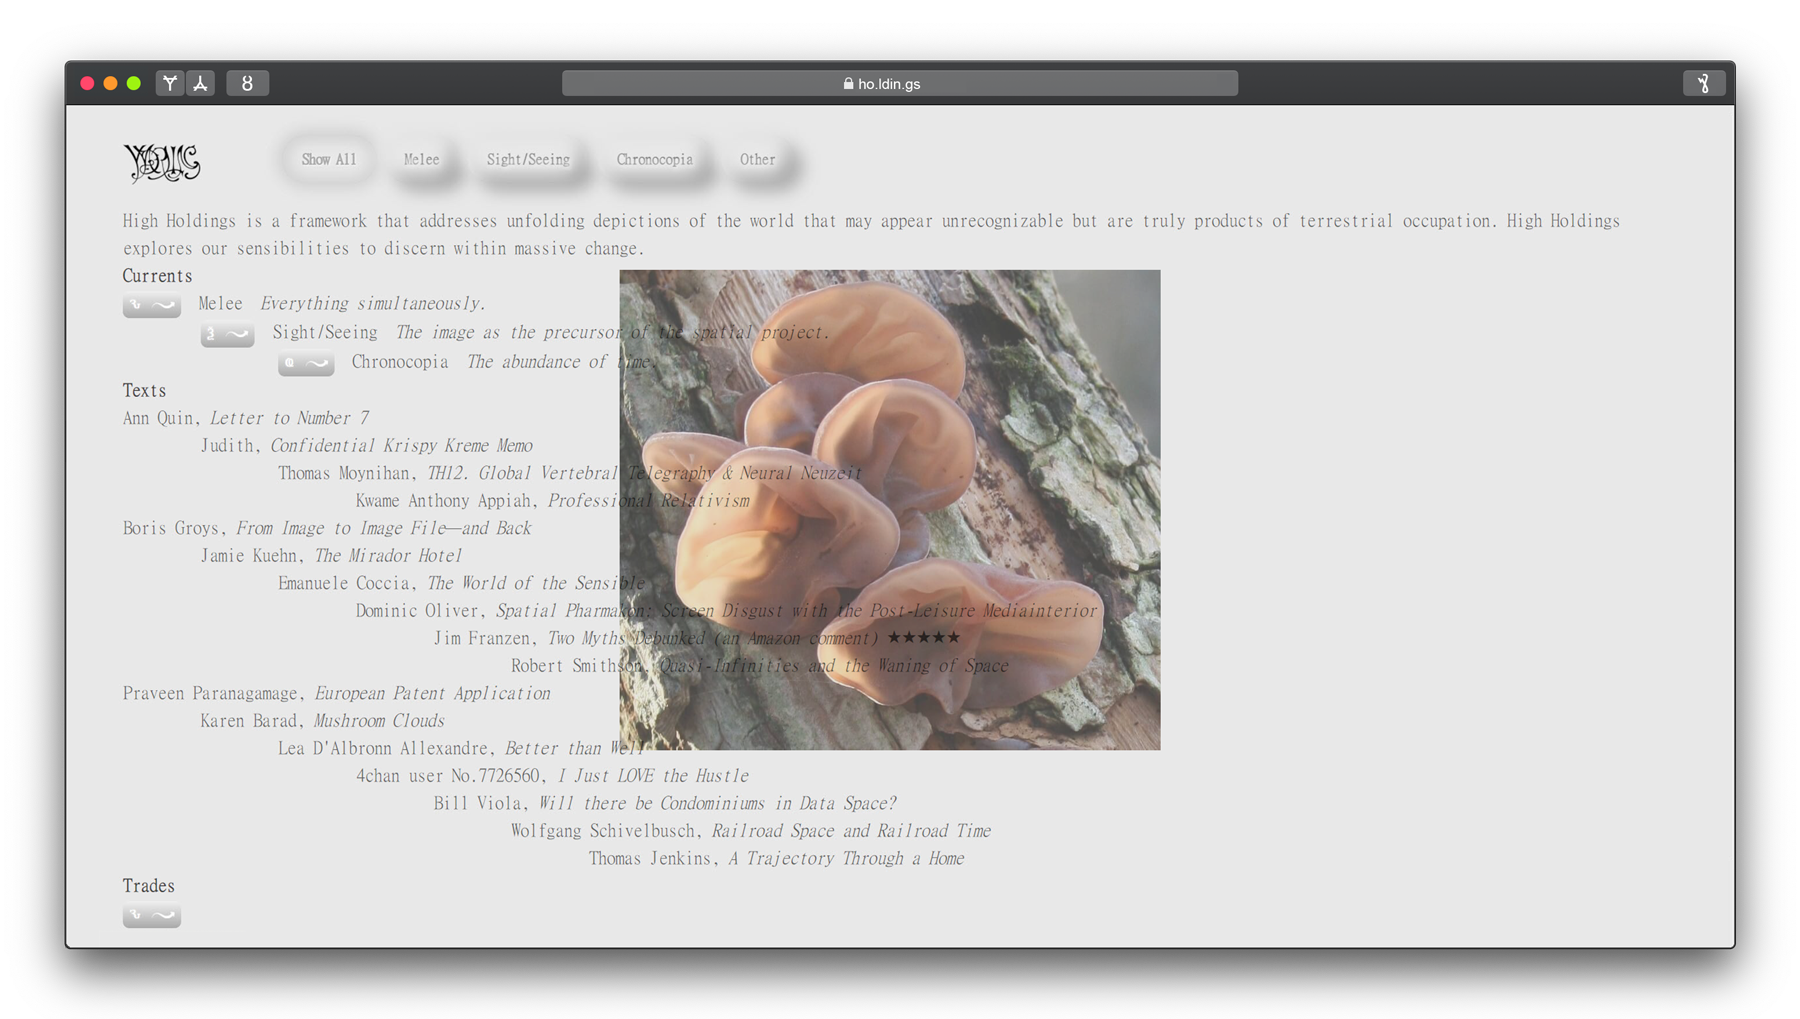 8
ho.ldin.gs
Show All Melee Sight/Seeing Chronocopia Other
High Holdings is a framework that addresses unfolding depictions of the world that may appear unrecognizable but are truly products of terrestrial occupation. High Holdings
explores our sensibilities to discern within massive change.
Currents
Melee Everything simultaneously.
Sight/Seeing The image as the precursor of the spatial project.
Chronocopia The abundance of time.
Texts
Ann Quin, Letter to Number 7
Judith, Confidential Krispy Kreme Memo
Thomas Moynihan, TH12. Global Vertebral Telegraphy & Neural Neuzeit
Kwame Anthony Appiah, Professional Relativism
Boris Groys, From Image to Image File—and Back
Jamie Kuehn, The Mirador Hotel
Emanuele Coccia, The World of the Sensible
Dominic Oliver, Spatial Pharmakon: Screen Disgust with the Post-Leisure Mediainterior
Jim Franzen, Two Myths Debunked (an Amazon comment) ★★★★★
Robert Smithson, Quasi-Infinities and the Waning of Space
Praveen Paranagamage, European Patent Application
Karen Barad, Mushroom Clouds
Lea D'Albronn Allexandre, Better than Well
4chan user No.7726560, I Just LOVE the Hustle
Bill Viola, Will there be Condominiums in Data Space?
Wolfgang Schivelbusch, Railroad Space and Railroad Time
Thomas Jenkins, A Trajectory Through a Home
Trades